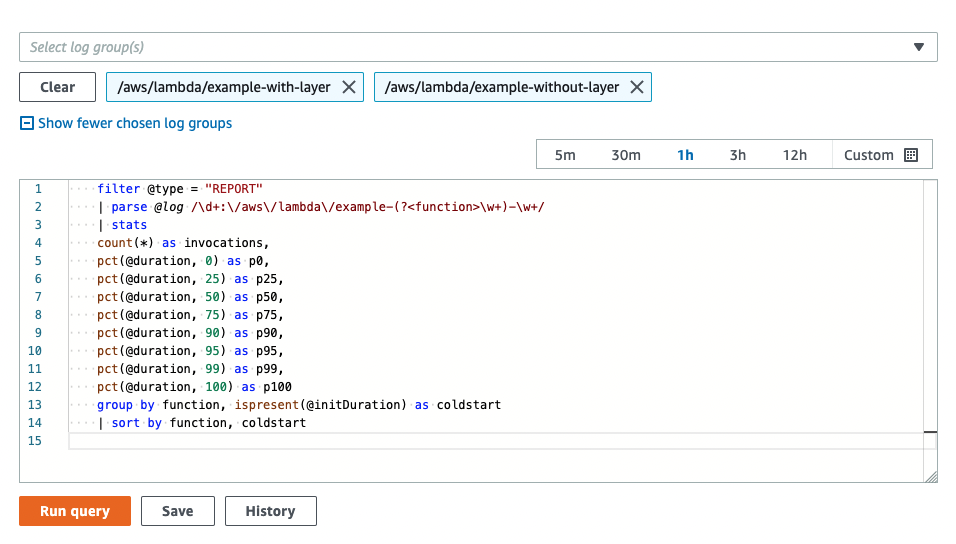 Select log group(s)
Clear /aws/lambda/example-with-layer /aws/lambda/example-without-layer
Show fewer chosen log groups
5m 30m 1h 3h 12h Custom
1 filter @type = "REPORT"
2 | parse @log /\d+:\/aws\/lambda\/example-(?<function>\w+)-\w+/
3 | stats
4 count(*) as invocations,
5 pct(@duration, 0) as p0,
6 pct(@duration, 25) as p25,
7 pct(@duration, 50) as p50,
8 pct(@duration, 75) as p75,
9 pct(@duration, 90) as p90,
10 pct(@duration, 95) as p95,
11 pct(@duration, 99) as p99,
12 pct(@duration, 100) as p100
13 group by function, ispresent(@initDuration) as coldstart
14 | sort by function, coldstart
15
Run query Save History